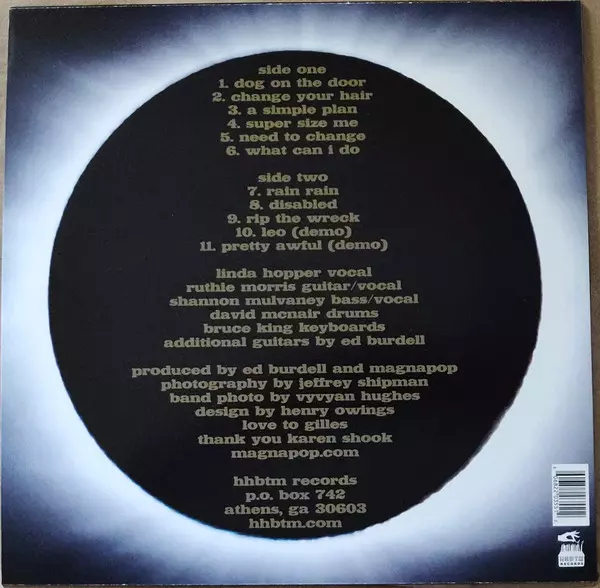 side one
1. dog on the door
2. change your hair
3. a simple plan
4. super size me
5. need to change
6. what can i do
side two
7. rain rain
8. disabled
9. rip the wreck
10. leo (demo)
11. pretty awful (demo)
linda hopper vocal
ruthie morris guitar/vocal
shannon mulvaney bass/vocal
david mcnair drums
bruce king keyboards
additional guitars by ed burdell
produced by ed burdell and magnapop
photography by jeffrey shipman
band photo by vyvyan hughes
design by henry owings
love to gilles
thank you karen shook
magnapop.com
hhbtm records
p.o. box 742
athens, ga 30603
hhbtm.com
HHBTM
RECORDS